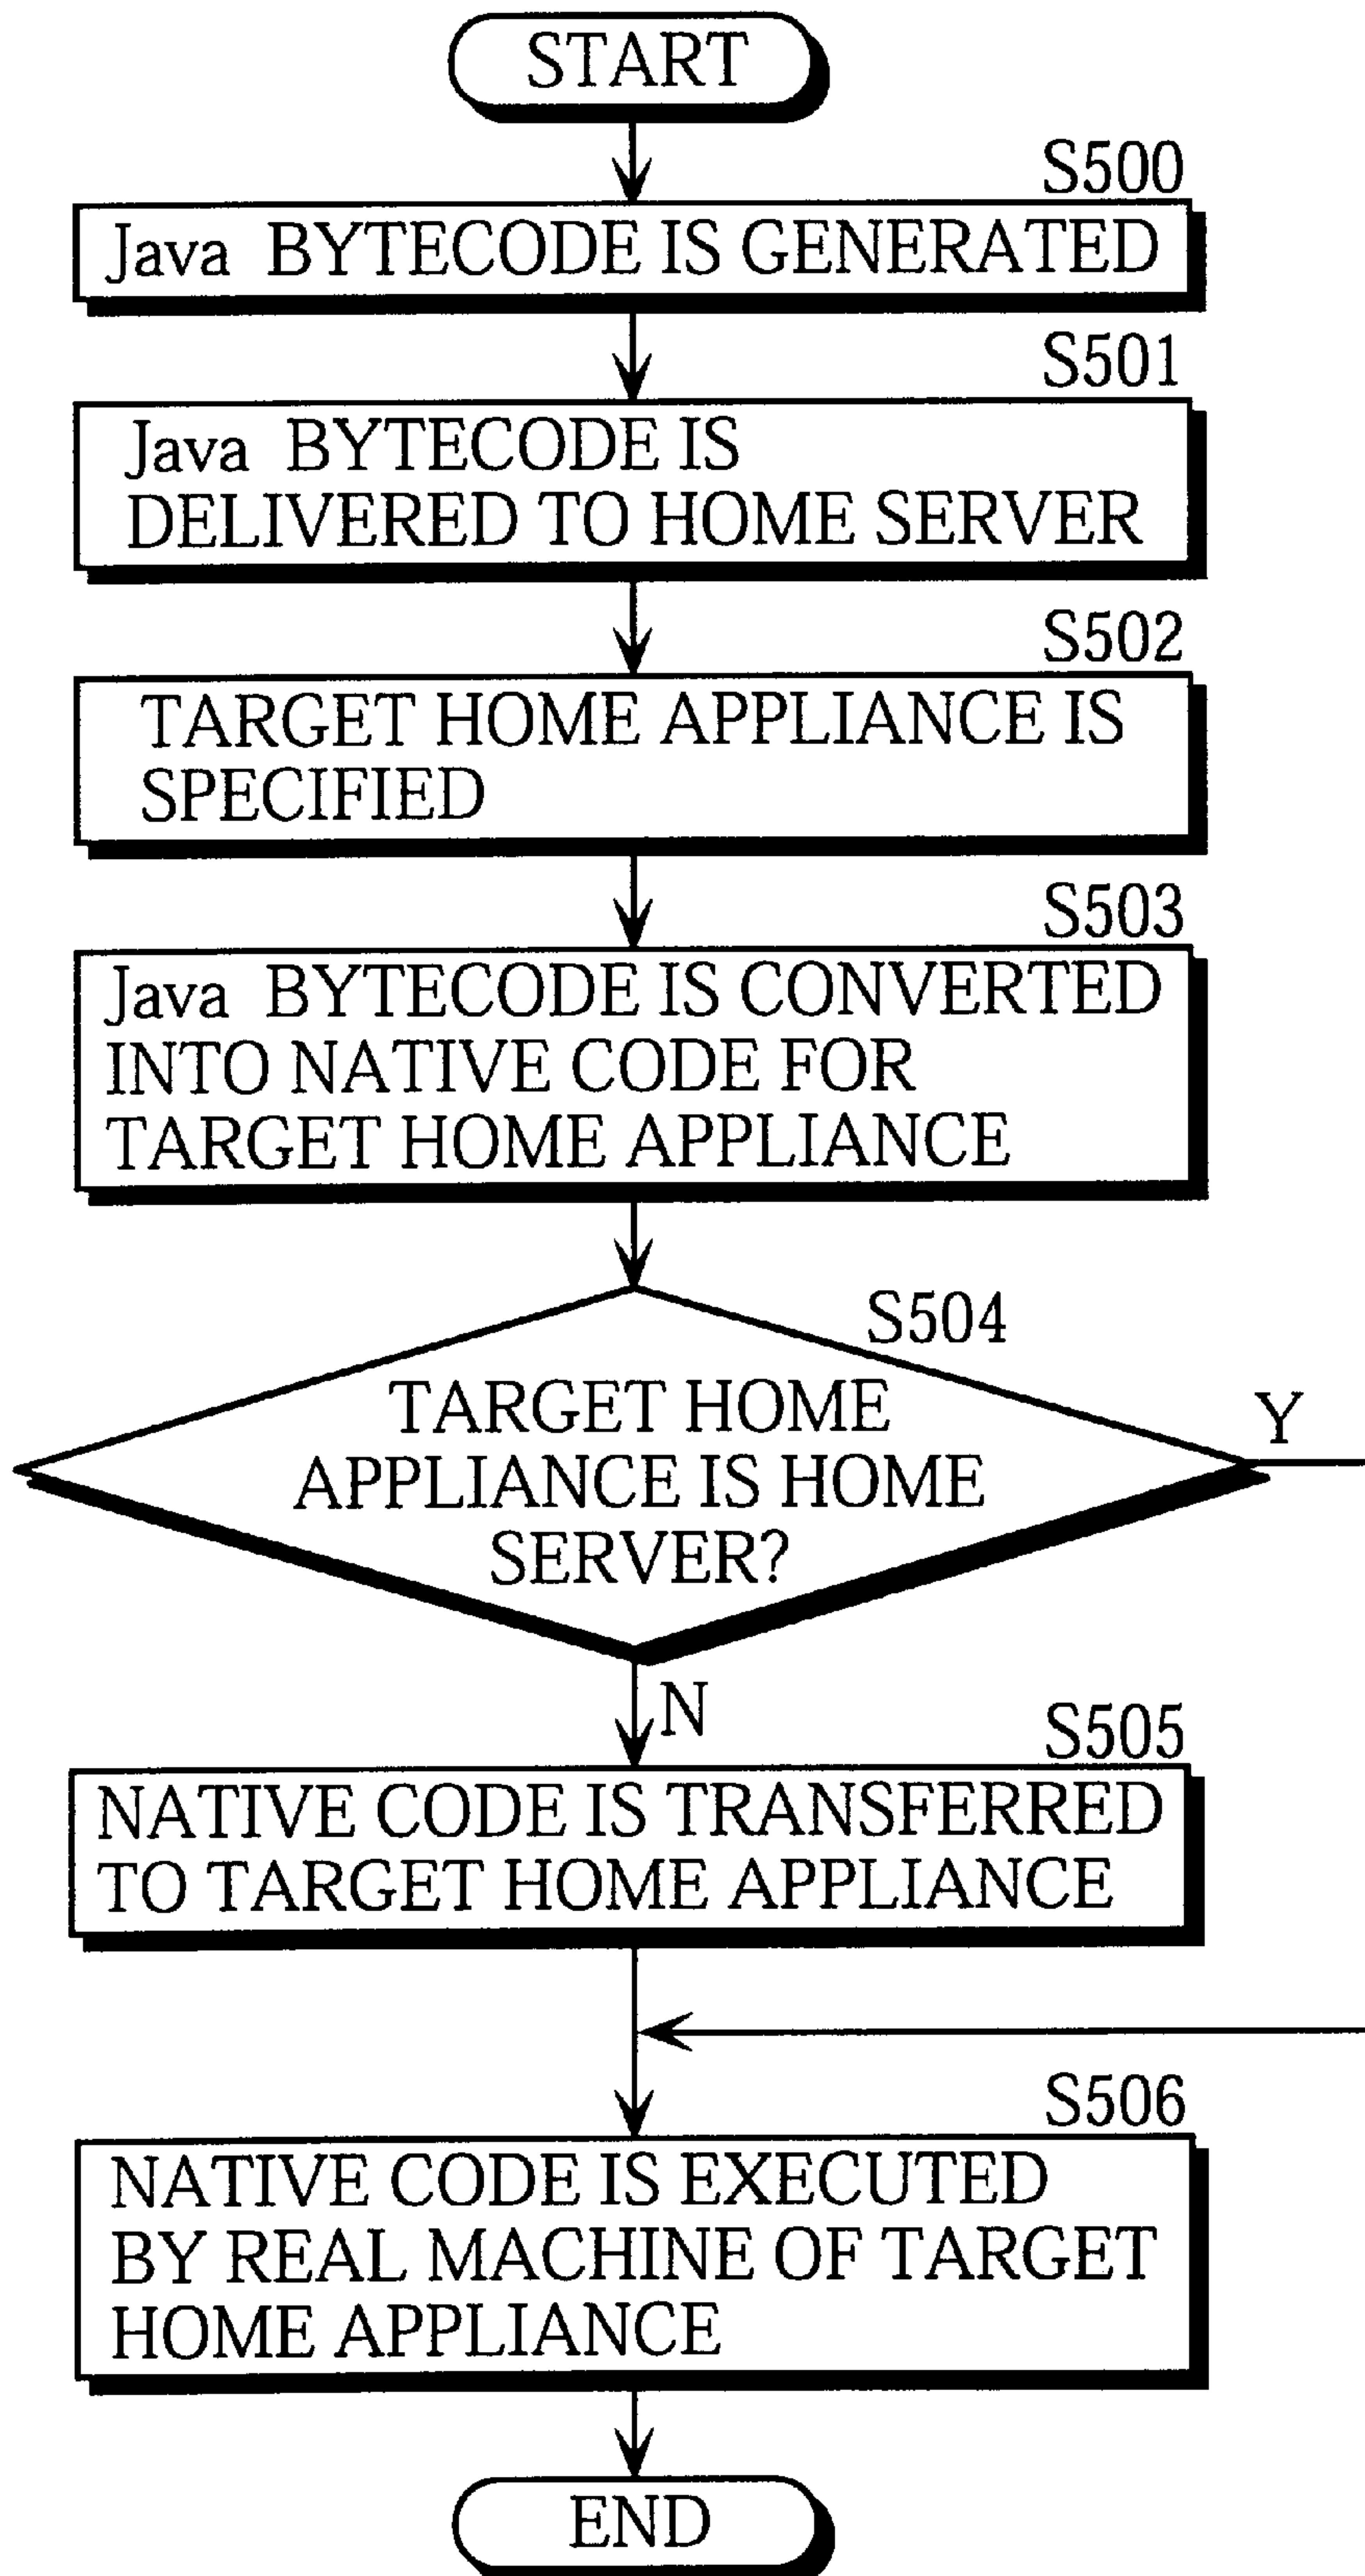 START
S500
Java BYTECODE IS GENERATED
S501
Java BYTECODE IS
DELIVERED TO HOME SERVER
S502
TARGET HOME APPLIANCE IS
SPECIFIED
S503
Java BYTECODE IS CONVERTED
INTO NATIVE CODE FOR
TARGET HOME APPLIANCE
S504
TARGET HOME
APPLIANCE IS HOME
SERVER?
Y
N
S505
NATIVE CODE IS TRANSFERRED
TO TARGET HOME APPLIANCE
S506
NATIVE CODE IS EXECUTED
BY REAL MACHINE OF TARGET
HOME APPLIANCE
END